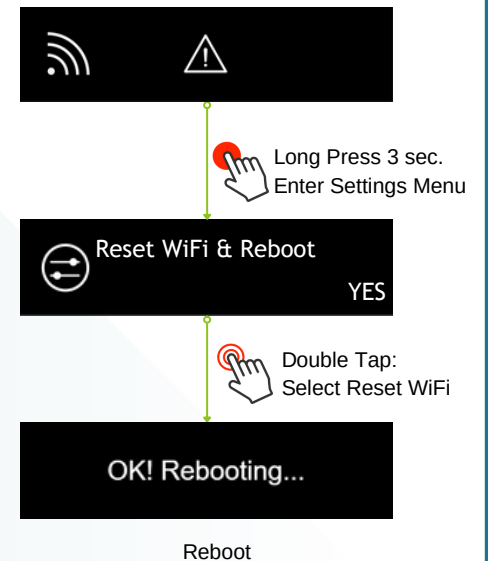 Long Press 3 sec.
Enter Settings Menu
Reset WiFi & Reboot
YES
Double Tap:
Select Reset WiFi
OK! Rebooting...
Reboot